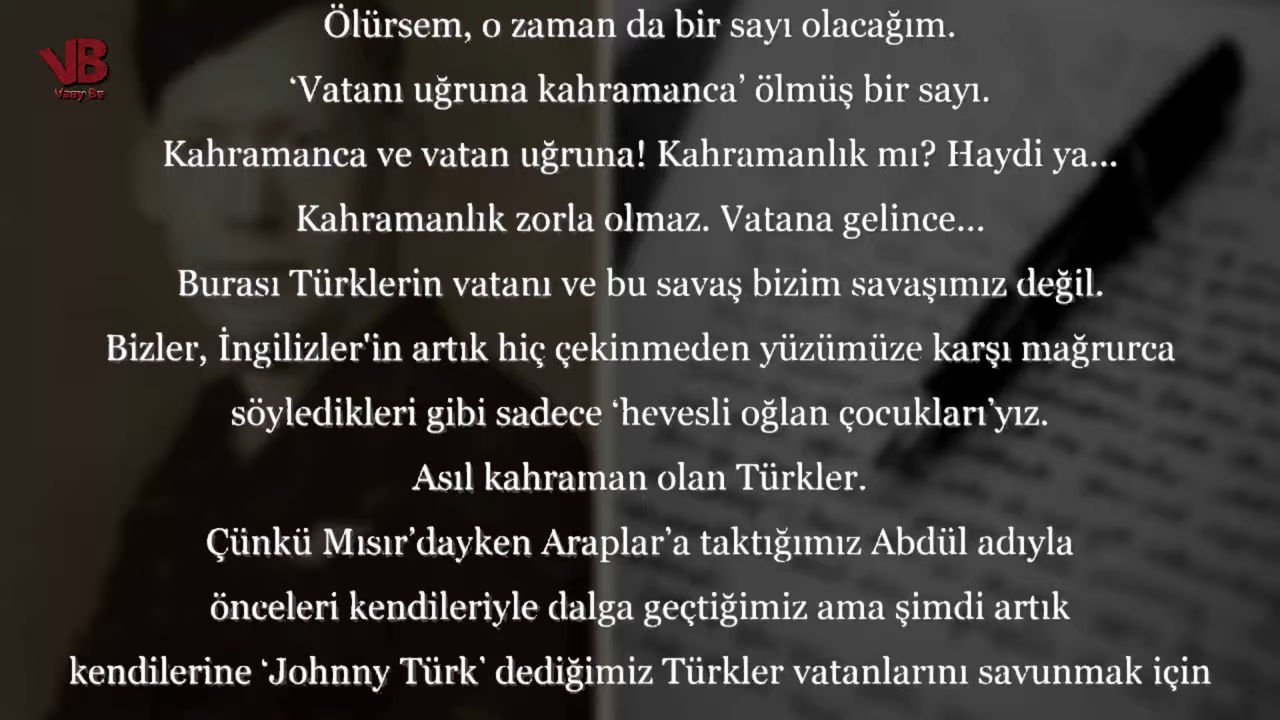 Ölürsem, o zaman da bir sayı olacağım.
VB
Vaay Be
‘Vatanı uğruna kahramanca’ ölmüş bir sayı.
Kahramanca ve vatan uğruna! Kahramanlık mı? Haydi ya...
Kahramanlık zorla olmaz. Vatana gelince...
Burası Türklerin vatanı ve bu savaş bizim savaşımız değil.
Bizler, İngilizler'in artık hiç çekinmeden yüzümüze karşı mağrurca
söyledikleri gibi sadece ‘hevesli oğlan çocukları’yız.
Asıl kahraman olan Türkler.
Çünkü Mısır’dayken Araplar’a taktığımız Abdül adıyla
önceleri kendileriyle dalga geçtiğimiz ama şimdi artık
kendilerine ‘Johnny Türk’ dediğimiz Türkler vatanlarını savunmak için